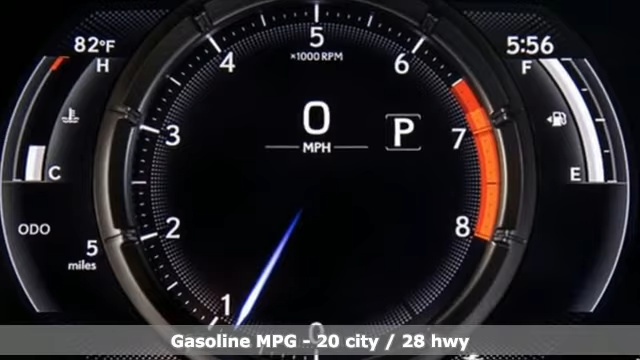 82°F
5:56
H
C
F
E
ODO
5
miles
5
×1000 RPM
4
6
3
7
2
8
1
0
0
MPH
P
Gasoline MPG - 20 city / 28 hwy